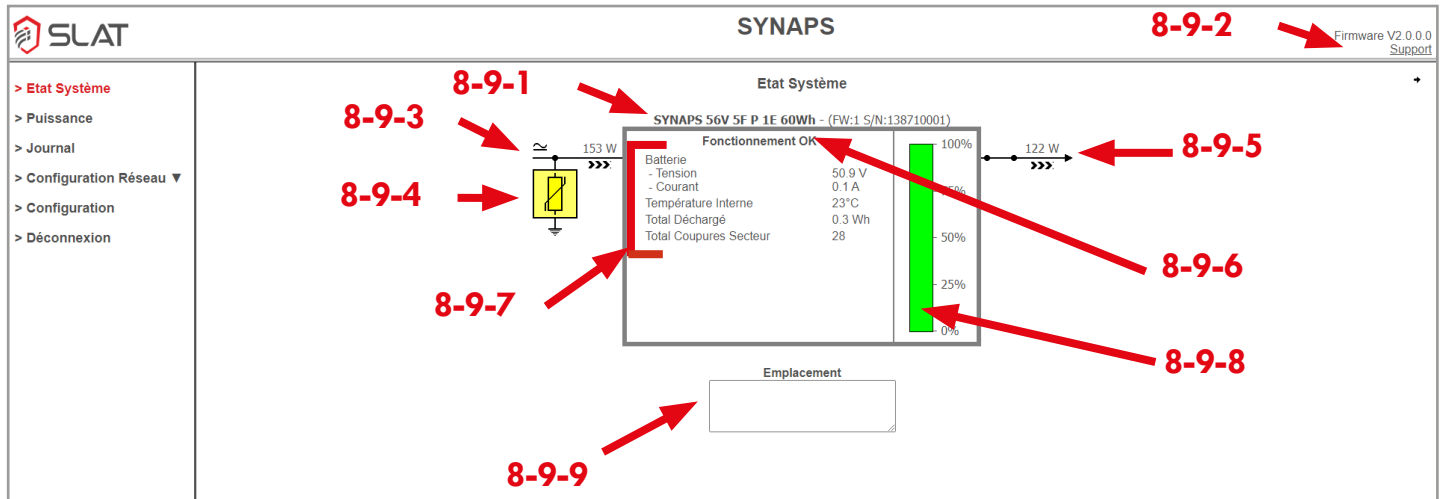 SLAT
SYNAPS
8-9-2
Firmware V2.0.0.0
Support
> Etat Système
> Puissance
> Journal
> Configuration Réseau ▼
> Configuration
> Déconnexion
Etat Système
8-9-1
SYNAPS 56V 5F P 1E 60Wh - (FW:1 S/N:138710001)
8-9-3
153 W
8-9-4
Fonctionnement OK
Batterie
- Tension 50.9 V
- Courant 0.1 A
Température Interne 23°C
Total Déchargé 0.3 Wh
Total Coupures Secteur 28
100%
75%
50%
25%
0%
122 W
8-9-5
8-9-6
8-9-7
8-9-8
Emplacement
8-9-9